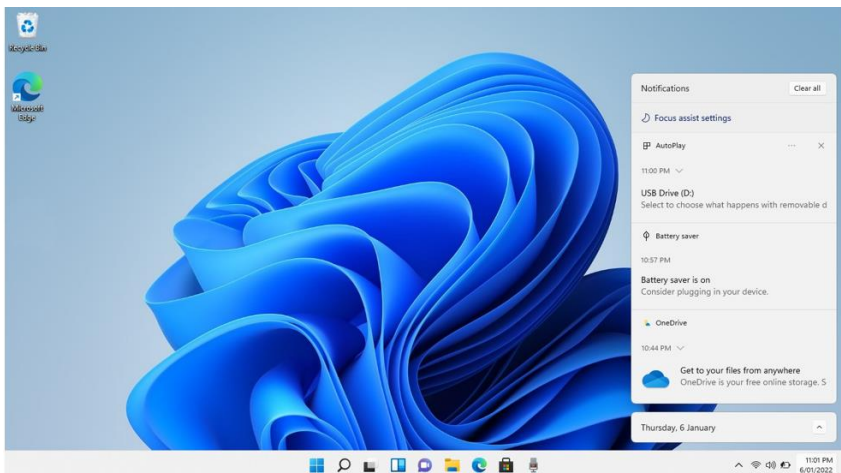 Recycle Bin
Microsoft
Edge
Notifications
Clear all
Focus assist settings
AutoPlay
11:00 PM
USB Drive (D:)
Select to choose what happens with removable d
Battery saver
10:57 PM
Battery saver is on
Consider plugging in your device.
OneDrive
10:44 PM
Get to your files from anywhere
OneDrive is your free online storage. S
Thursday, 6 January
11:01 PM
6/01/2022